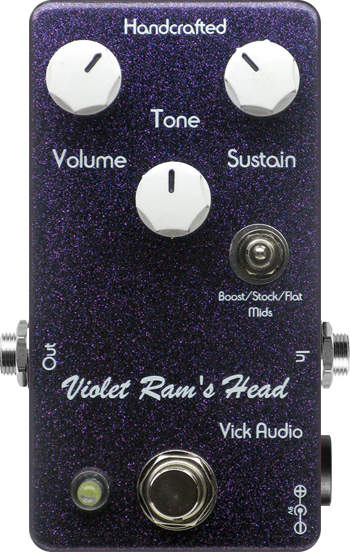 Handcrafted
Tone
Volume
Sustain
Boost/Stock/Flat
Mids
Out
In
Violet Ram's Head
Vick Audio
9V